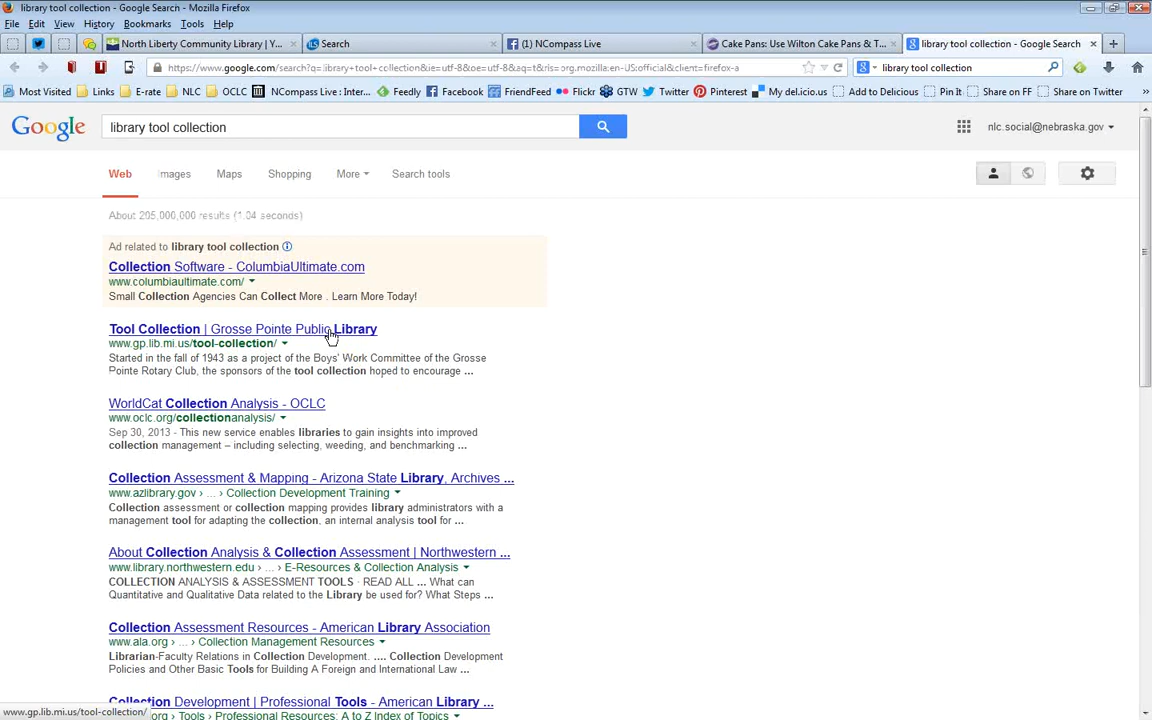 library tool collection - Google Search - Mozilla Firefox
File Edit View History Bookmarks Tools Help
North Liberty Community Library | Y...
Search
(1) NCompass Live
Cake Pans: Use Wilton Cake Pans & T...
library tool collection - Google Search
https://www.google.com/search?q=library+tool+collection&ie=utf-8&oe=utf-8&aq=t&rls=org.mozilla:en-US:official&client=firefox-a
library tool collection
Most Visited Links E-rate NLC OCLC NCompass Live : Inter... Feedly Facebook FriendFeed Flickr GTW Twitter Pinterest My del.icio.us Add to Delicious Pin It Share on FF Share on Twitter »
Google
library tool collection
nlc.social@nebraska.gov
Web Images Maps Shopping More Search tools
About 205,000,000 results (1.04 seconds)
Ad related to library tool collection
Collection Software - ColumbiaUltimate.com
www.columbiaultimate.com/
Small Collection Agencies Can Collect More . Learn More Today!
Tool Collection | Grosse Pointe Public Library
www.gp.lib.mi.us/tool-collection/
Started in the fall of 1943 as a project of the Boys' Work Committee of the Grosse
Pointe Rotary Club, the sponsors of the tool collection hoped to encourage ...
WorldCat Collection Analysis - OCLC
www.oclc.org/collectionanalysis/
Sep 30, 2013 - This new service enables libraries to gain insights into improved
collection management – including selecting, weeding, and benchmarking ...
Collection Assessment & Mapping - Arizona State Library, Archives ...
www.azlibrary.gov › ... › Collection Development Training
Collection assessment or collection mapping provides library administrators with a
management tool for adapting the collection, an internal analysis tool for ...
About Collection Analysis & Collection Assessment | Northwestern ...
www.library.northwestern.edu › ... › E-Resources & Collection Analysis
COLLECTION ANALYSIS & ASSESSMENT TOOLS · READ ALL ... What can
Quantitative and Qualitative Data related to the Library be used for? What Steps ...
Collection Assessment Resources - American Library Association
www.ala.org › ... › Collection Management Resources
Librarian-Faculty Relations in Collection Development. .... Collection Development
Policies and Other Basic Tools for Building A Foreign and International Law ...
Collection Development | Professional Tools - American Library ...
.org › Tools › Professional Resources: A to Z Index of Topics
www.gp.lib.mi.us/tool-collection/